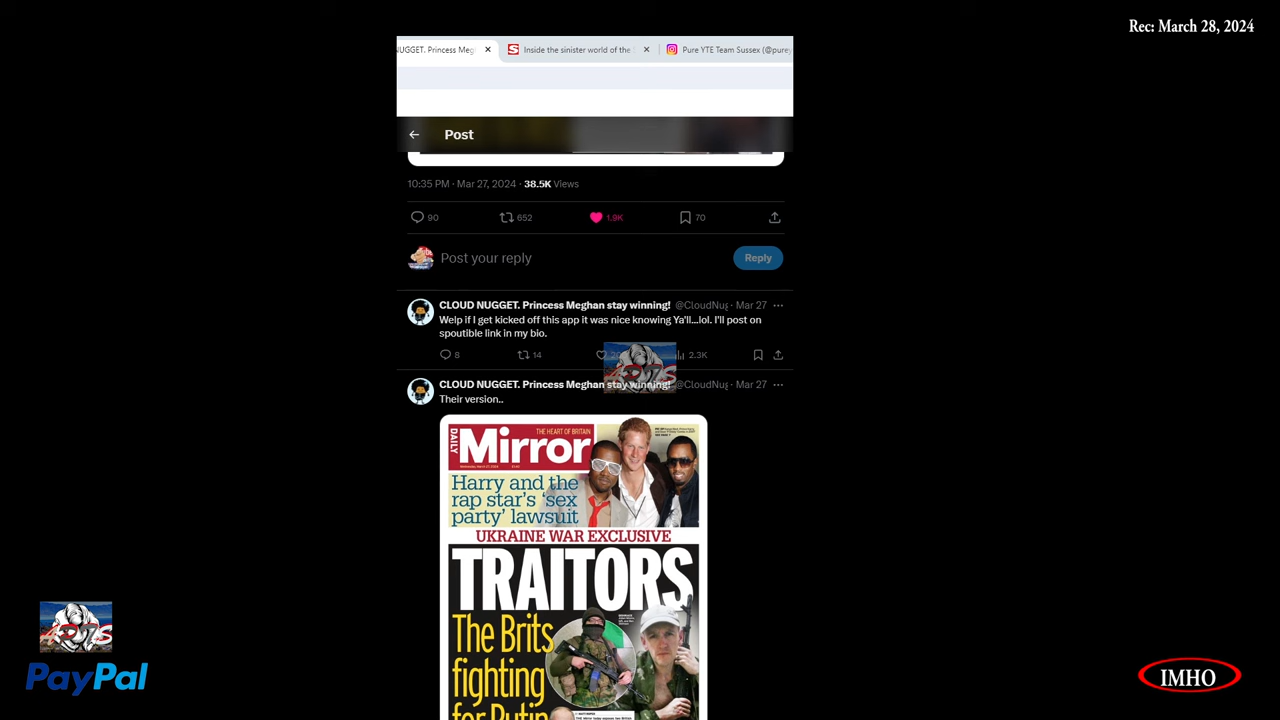 Rec: March 28, 2024
NUGGET. Princess Megh
Inside the sinister world of the
Pure YTE Team Sussex (@purey
Post
10:35 PM · Mar 27, 2024 · 38.5K Views
90 652 1.9K 70
Post your reply
Reply
CLOUD NUGGET. Princess Meghan stay winning! @CloudNug · Mar 27
Welp if I get kicked off this app it was nice knowing Ya'll...lol. I'll post on
spoutible link in my bio.
8 14 2.3K
CLOUD NUGGET. Princess Meghan stay winning! @CloudNug · Mar 27
Their version..
DAILY
THE HEART OF BRITAIN
Mirror
Harry and the
rap star's 'sex
party' lawsuit
UKRAINE WAR EXCLUSIVE
TRAITORS
The Brits
fighting
for Putin
PayPal
IMHO